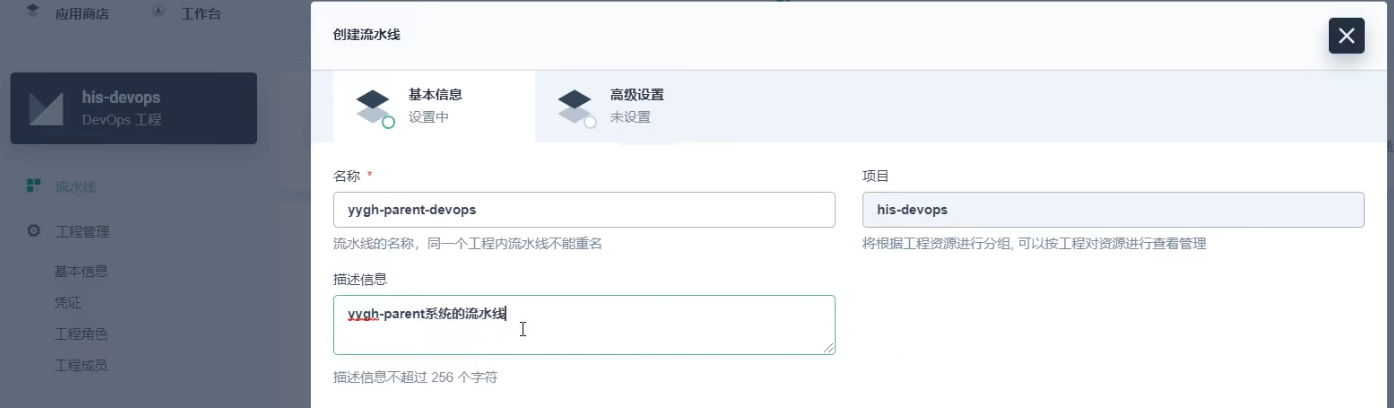 应用商店
工作台
his-devops
DevOps 工程
流水线
工程管理
基本信息
凭证
工程角色
工程成员
创建流水线
基本信息
设置中
高级设置
未设置
名称 *
yygh-parent-devops
流水线的名称，同一个工程内流水线不能重名
项目
his-devops
将根据工程资源进行分组, 可以按工程对资源进行查看管理
描述信息
yygh-parent系统的流水线
描述信息不超过 256 个字符